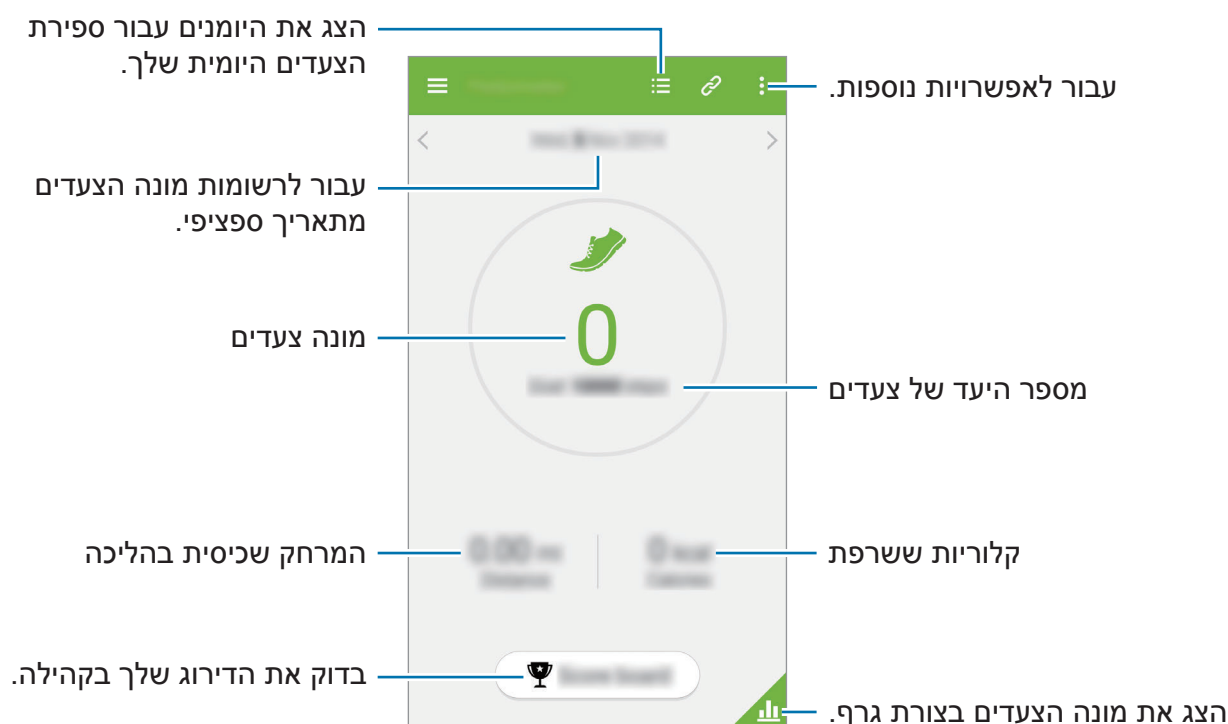 הצג את היומנים עבור ספירת
הצעדים היומית שלך.
עבור לאפשרויות נוספות.
עבור לרשומות מונה הצעדים
מתאריך ספציפי.
מונה צעדים
0
מספר היעד של צעדים
המרחק שכיסית בהליכה
קלוריות ששרפת
בדוק את הדירוג שלך בקהילה.
הצג את מונה הצעדים בצורת גרף.